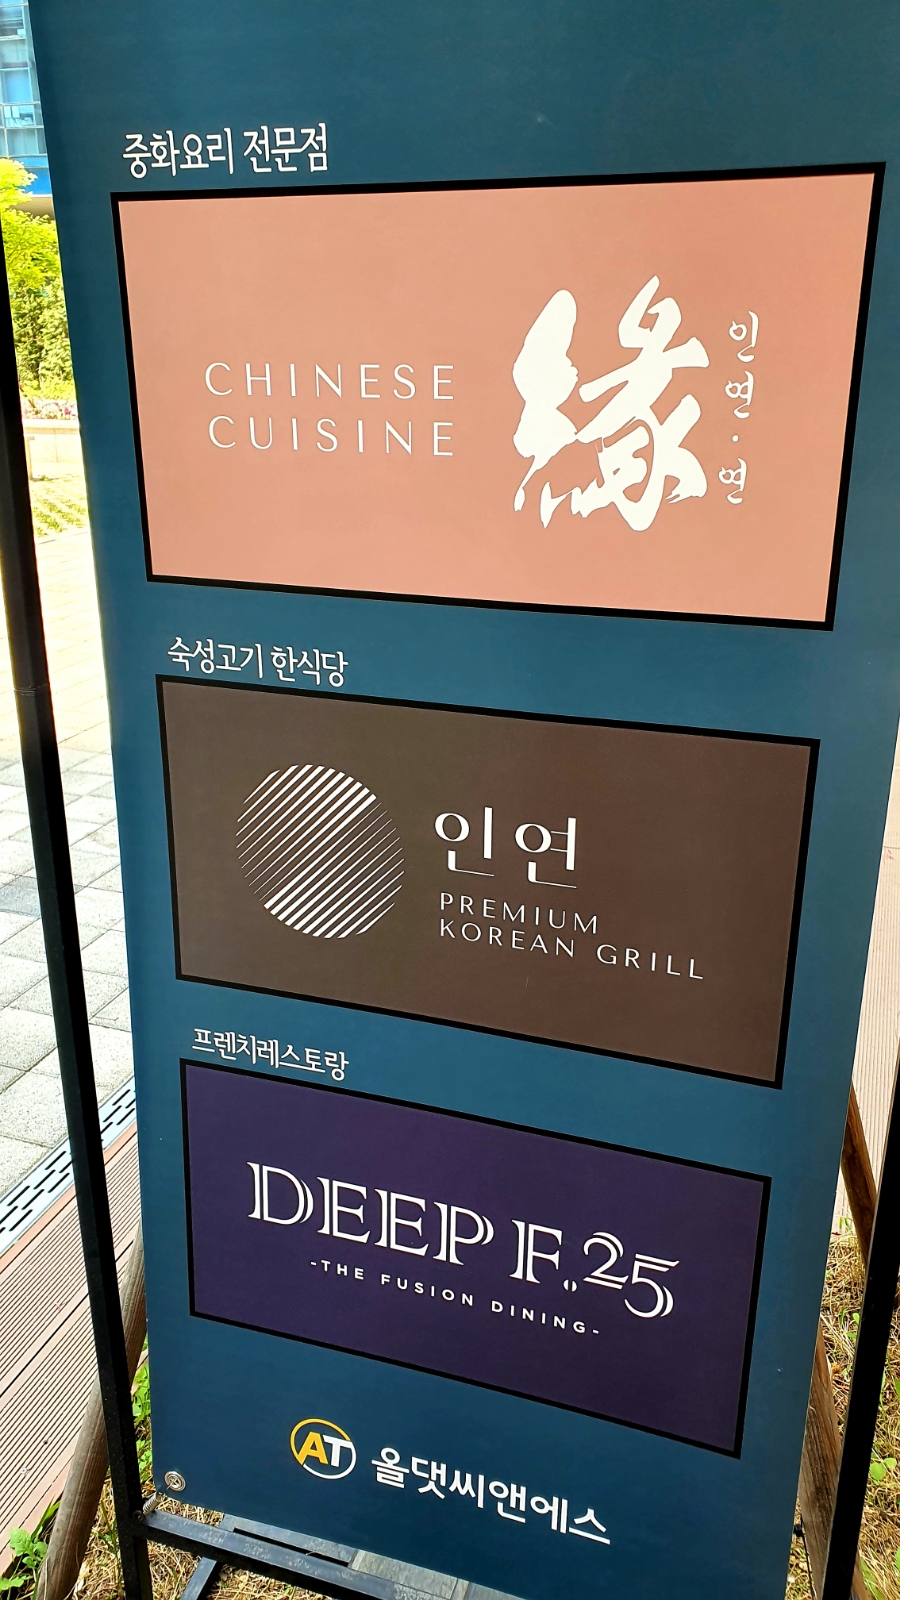 중화요리 전문점
CHINESE
CUISINE
緣
인연·연
숙성고기 한식당
인연
PREMIUM
KOREAN GRILL
프렌치레스토랑
DEEP F.25
-THE FUSION DINING-
AT 올댓씨앤에스